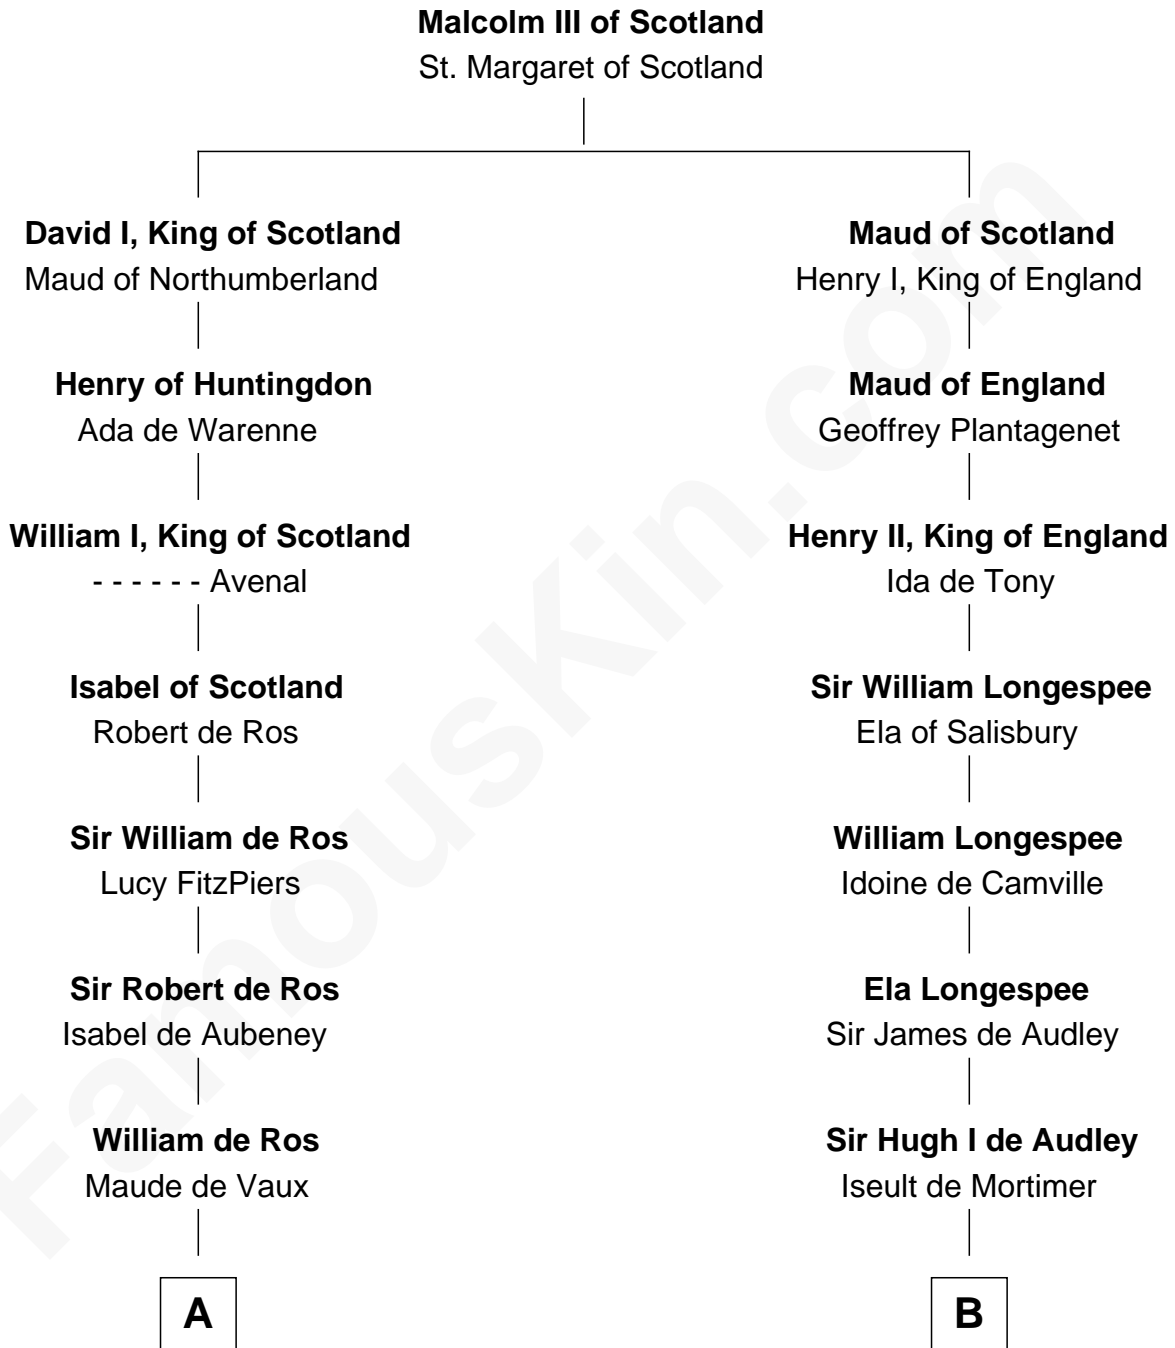 Malcolm III of Scotland
St. Margaret of Scotland
David I, King of Scotland
Maud of Northumberland
Maud of Scotland
Henry I, King of England
Henry of Huntingdon
Ada de Warenne
Maud of England
Geoffrey Plantagenet
William I, King of Scotland
- - - - - - Avenal
Henry II, King of England
Ida de Tony
Isabel of Scotland
Robert de Ros
Sir William Longespee
Ela of Salisbury
Sir William de Ros
Lucy FitzPiers
William Longespee
Idoine de Camville
Sir Robert de Ros
Isabel de Aubeney
Ela Longespee
Sir James de Audley
William de Ros
Maude de Vaux
Sir Hugh I de Audley
Iseult de Mortimer
A
B
FamousKin.com